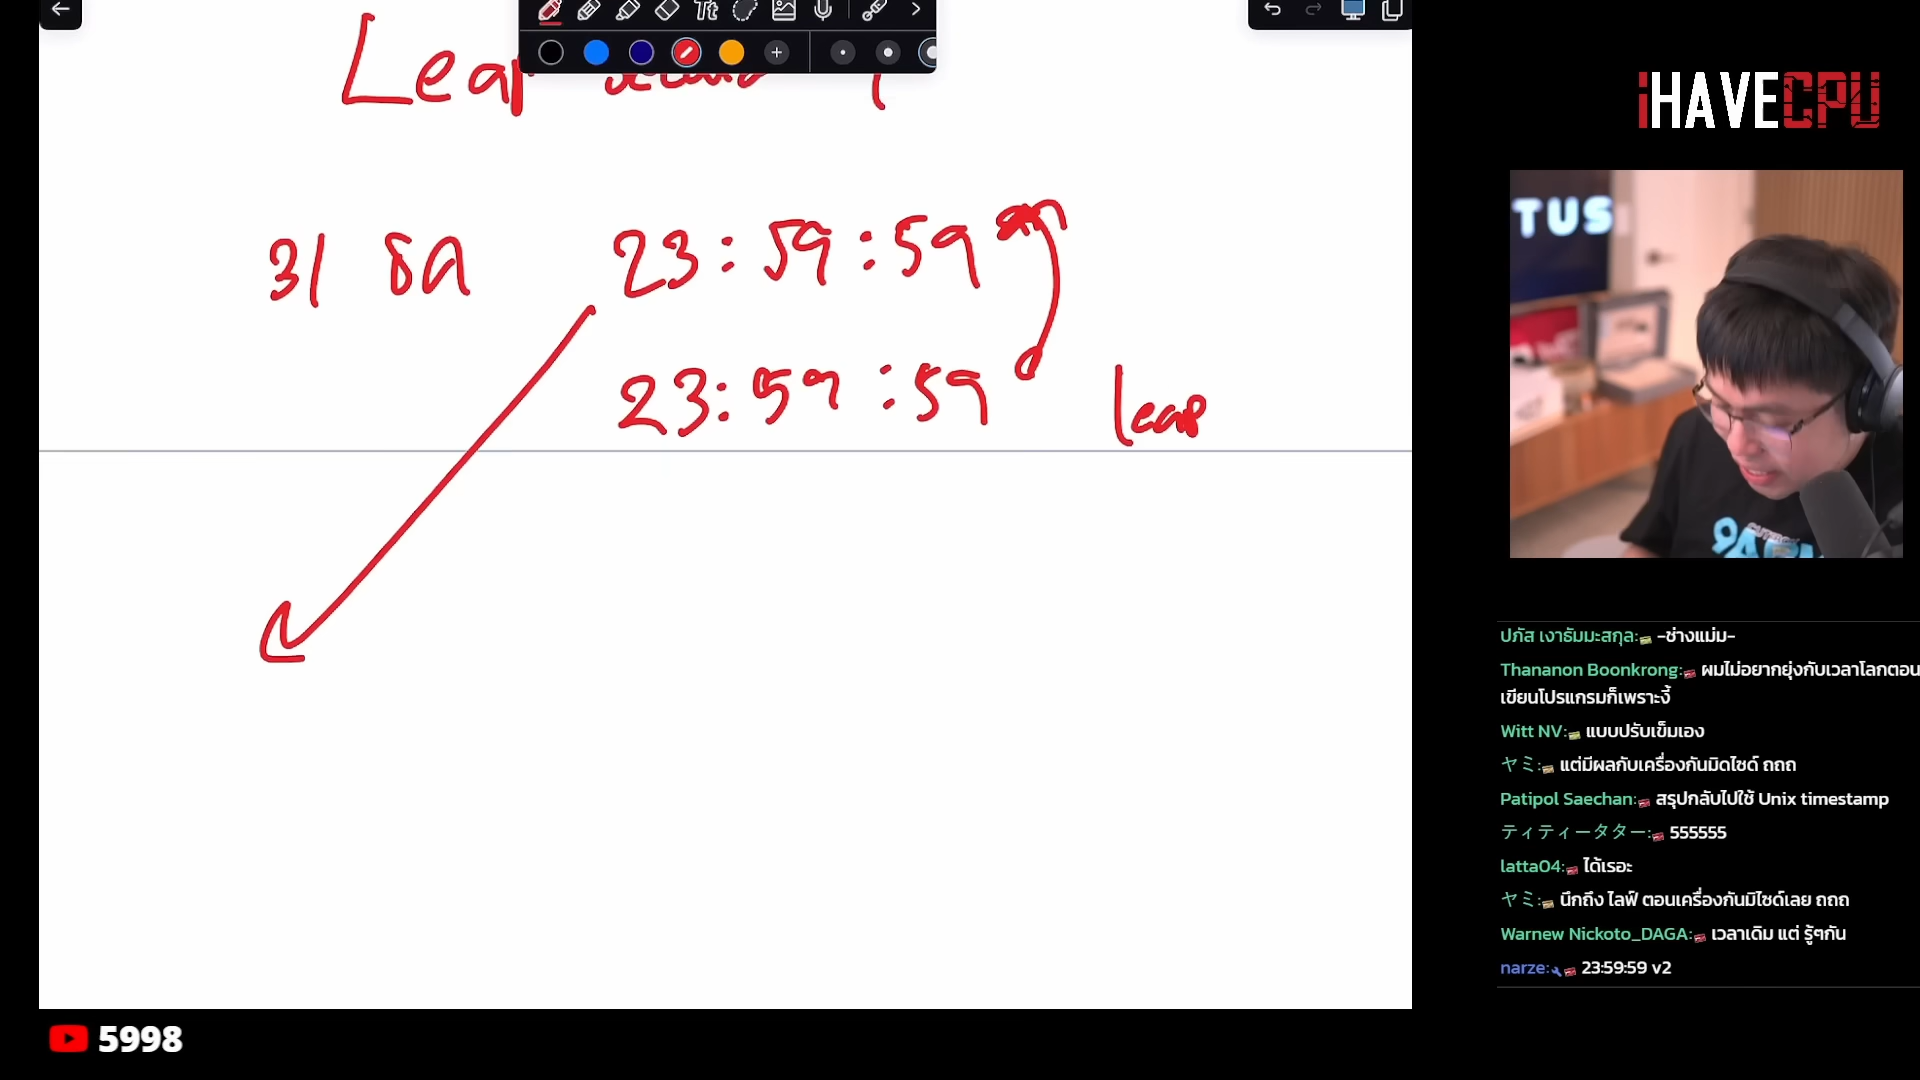 Tt
Leap second
31 ธค 23:59:59
23:59:59 leap
iHAVECPU
TUS
ปภัส เงาธัมมะสกุล: -ช่างแม่ม-
Thananon Boonkrong: ผมไม่อยากยุ่งกับเวลาโลกตอน
เขียนโปรแกรมก็เพราะงี้
Witt NV: แบบปรับเข็มเอง
ヤミ: แต่มีผลกับเครื่องกันมิดไซด์ ถถถ
Patipol Saechan: สรุปกลับไปใช้ Unix timestamp
ティティータター: 555555
latta04: ได้เรอะ
ヤミ: นึกถึง ไลฟ์ ตอนเครื่องกันมิไซด์เลย ถถถ
Warnew Nickoto_DAGA: เวลาเดิม แต่ รู้ๆกัน
narze: 23:59:59 v2
5998